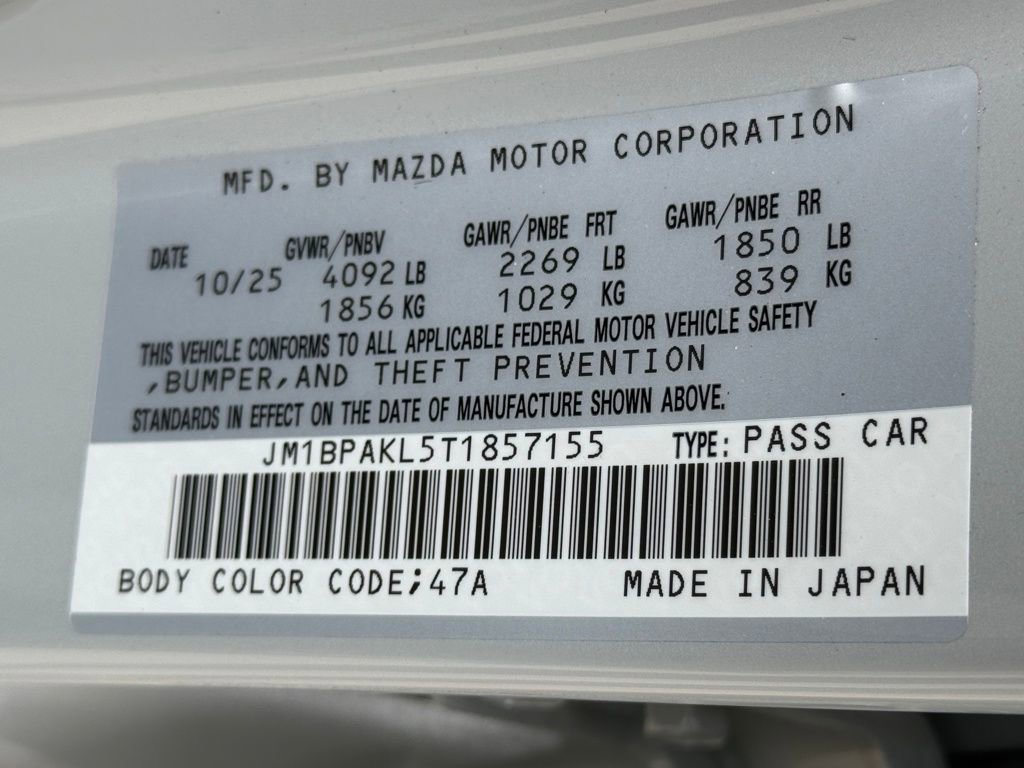 MFD. BY MAZDA MOTOR CORPORATION
DATE GVWR/PNBV GAWR/PNBE FRT GAWR/PNBE RR
10/25 4092 LB 2269 LB 1850 LB
1856 KG 1029 KG 839 KG
THIS VEHICLE CONFORMS TO ALL APPLICABLE FEDERAL MOTOR VEHICLE SAFETY
,BUMPER,AND THEFT PREVENTION
STANDARDS IN EFFECT ON THE DATE OF MANUFACTURE SHOWN ABOVE.
JM1BPAKL5T1857155 TYPE: PASS CAR
BODY COLOR CODE;47A MADE IN JAPAN